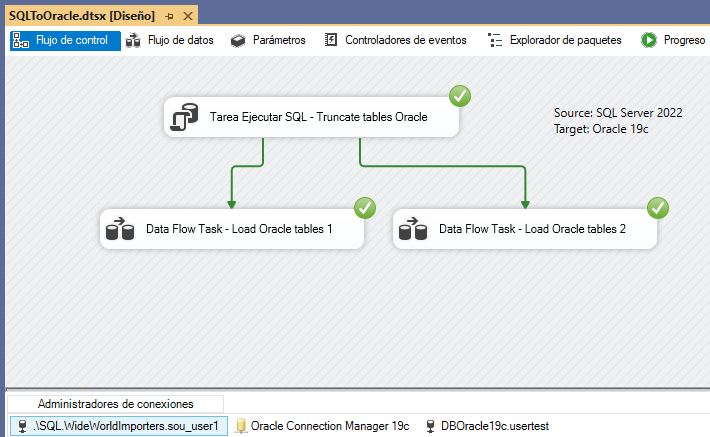 SQLToOracle.dtsx [Diseño]
Flujo de control
Flujo de datos
Parámetros
Controladores de eventos
Explorador de paquetes
Progreso
Tarea Ejecutar SQL - Truncate tables Oracle
Source: SQL Server 2022
Target: Oracle 19c
Data Flow Task - Load Oracle tables 1
Data Flow Task - Load Oracle tables 2
Administradores de conexiones
.\SQL.WideWorldImporters.sou_user1
Oracle Connection Manager 19c
DBOracle19c.usertest